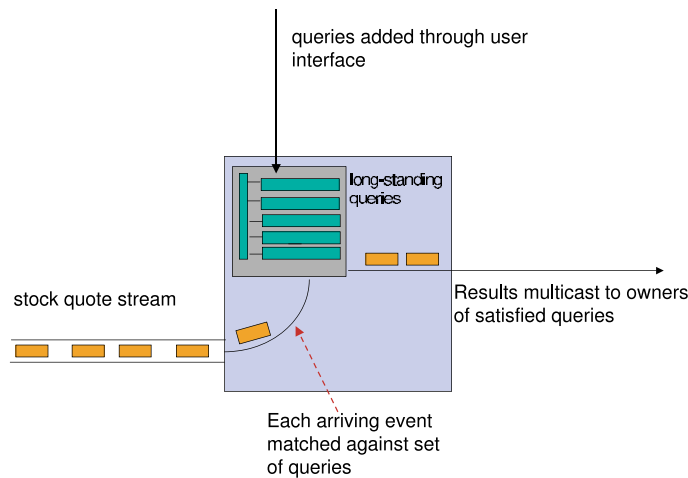 queries added through user
interface
long-standing
queries
stock quote stream
Results multicast to owners
of satisfied queries
Each arriving event
matched against set
of queries